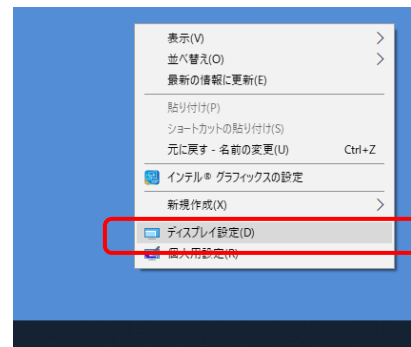 表示(V)
並べ替え(O)
最新の情報に更新(E)
貼り付け(P)
ショートカットの貼り付け(S)
元に戻す - 名前の変更(U) Ctrl+Z
インテル® グラフィックスの設定
新規作成(X)
ディスプレイ設定(D)
個人用設定(R)